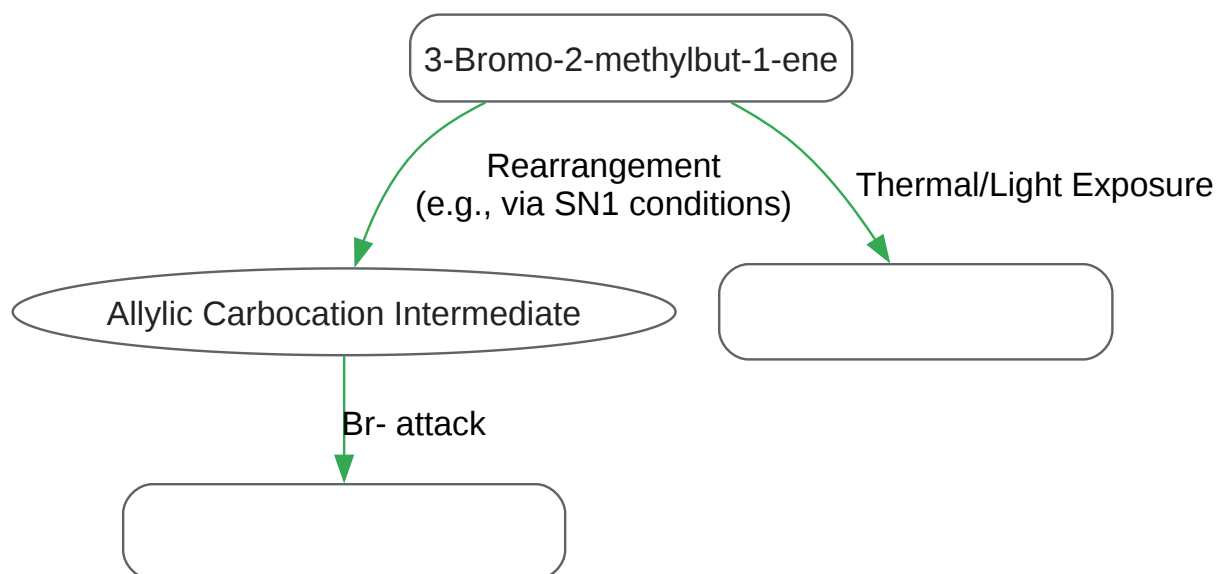 3-Bromo-2-methylbut-1-ene
Rearrangement
(e.g., via SN1 conditions)
Thermal/Light Exposure
Allylic Carbocation Intermediate
Br- attack